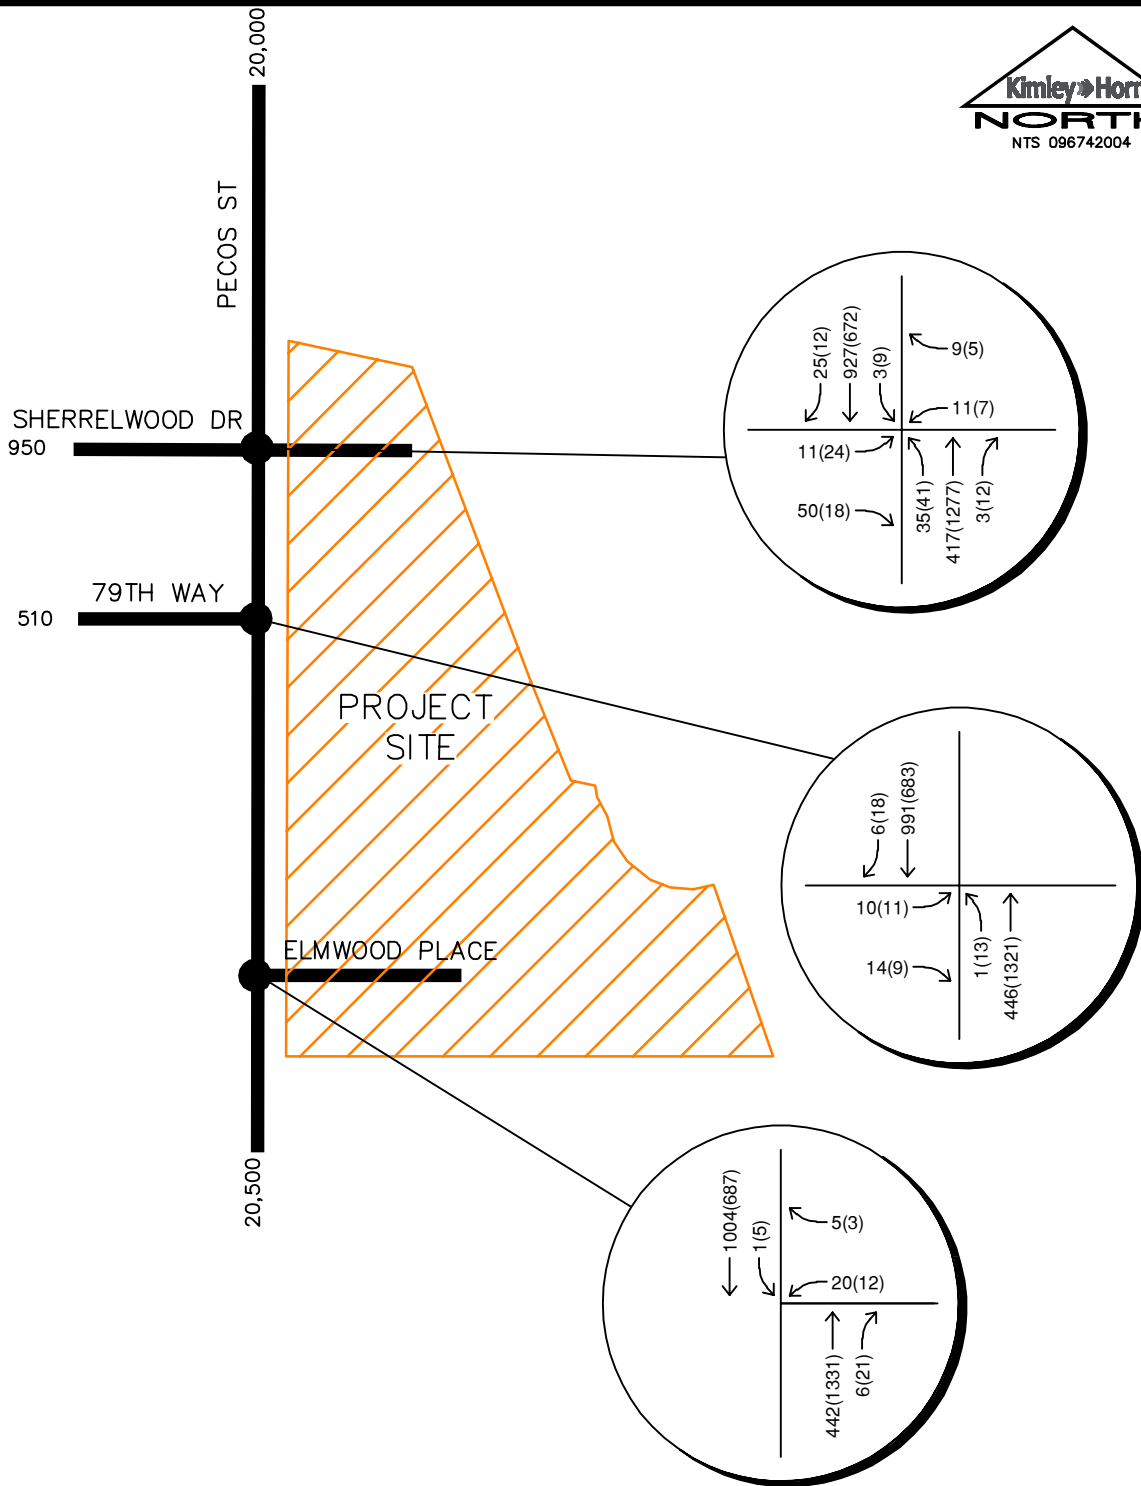 20,000
Kimley»Horn
NORTH
NTS 096742004
PECOS ST
SHERRELWOOD DR
950
25(12)
927(672)
3(9)
9(5)
11(7)
11(24)
50(18)
35(41)
417(1277)
3(12)
79TH WAY
510
PROJECT
SITE
6(18)
991(683)
10(11)
14(9)
1(13)
446(1321)
ELMWOOD PLACE
20,500
1004(687)
1(5)
5(3)
20(12)
442(1331)
6(21)